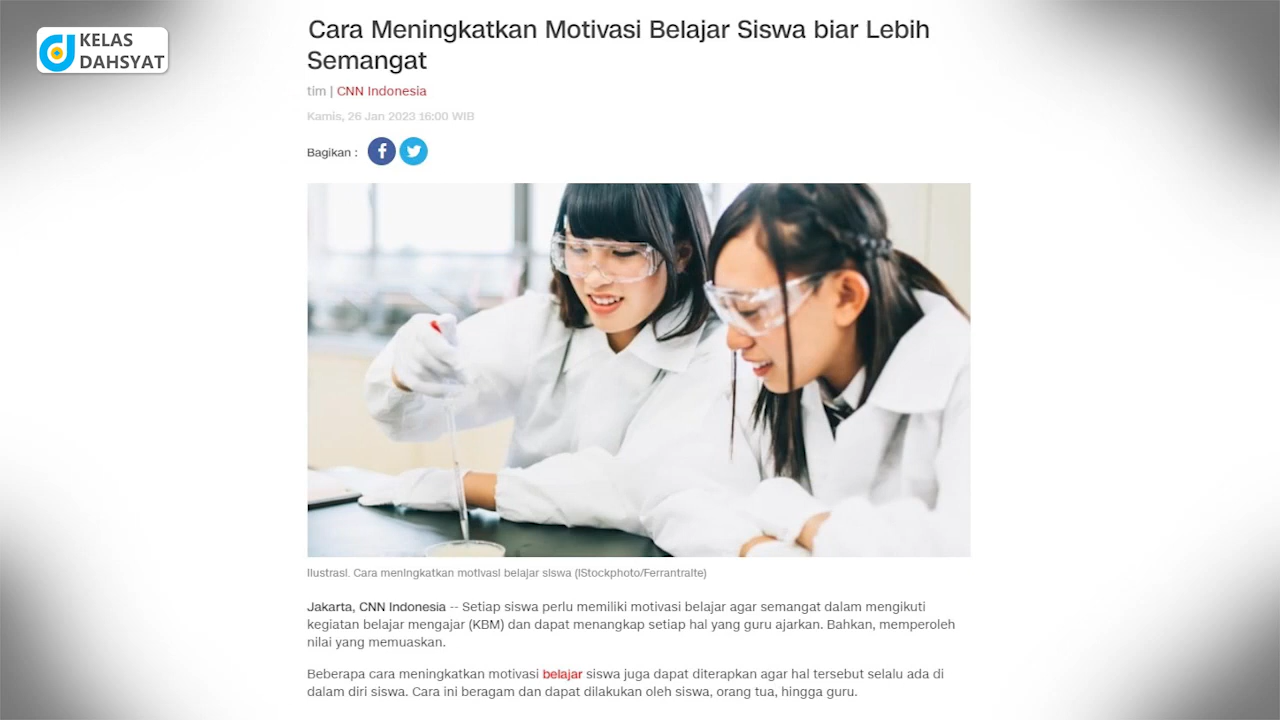 KELAS
DAHSYAT
Cara Meningkatkan Motivasi Belajar Siswa biar Lebih
Semangat
tim | CNN Indonesia
Kamis, 26 Jan 2023 16:00 WIB
Bagikan :
Ilustrasi. Cara meningkatkan motivasi belajar siswa (iStockphoto/Ferrantraite)
Jakarta, CNN Indonesia -- Setiap siswa perlu memiliki motivasi belajar agar semangat dalam mengikuti
kegiatan belajar mengajar (KBM) dan dapat menangkap setiap hal yang guru ajarkan. Bahkan, memperoleh
nilai yang memuaskan.
Beberapa cara meningkatkan motivasi belajar siswa juga dapat diterapkan agar hal tersebut selalu ada di
dalam diri siswa. Cara ini beragam dan dapat dilakukan oleh siswa, orang tua, hingga guru.